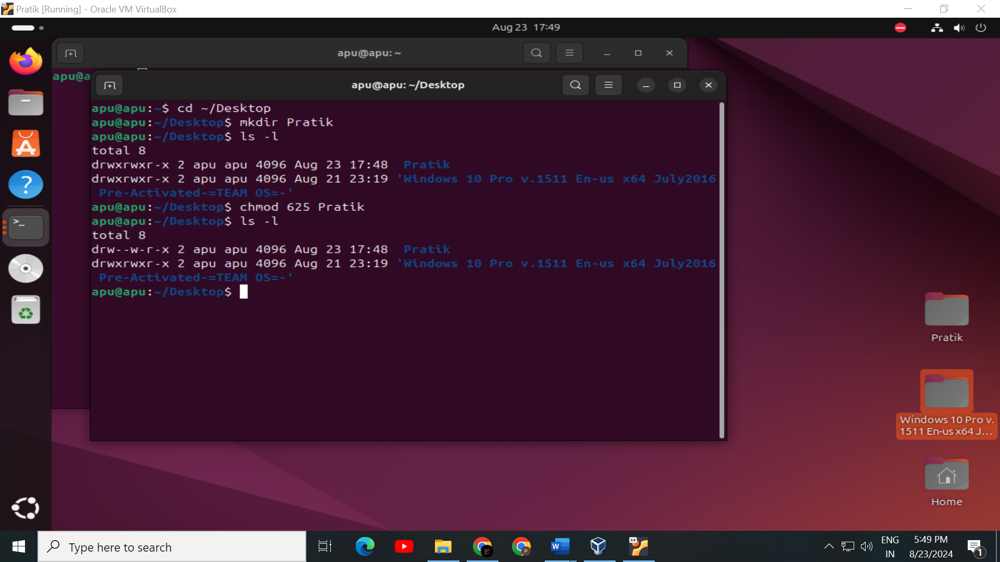 Pratik [Running] - Oracle VM VirtualBox
Aug 23 17:49
apu@apu: ~
apu@a
apu@apu: ~/Desktop
apu@apu:~$ cd ~/Desktop
apu@apu:~/Desktop$ mkdir Pratik
apu@apu:~/Desktop$ ls -l
total 8
drwxrwxr-x 2 apu apu 4096 Aug 23 17:48  Pratik
drwxrwxr-x 2 apu apu 4096 Aug 21 23:19 'Windows 10 Pro v.1511 En-us x64 July2016
 Pre-Activated-=TEAM OS=-'
apu@apu:~/Desktop$ chmod 625 Pratik
apu@apu:~/Desktop$ ls -l
total 8
drw--w-r-x 2 apu apu 4096 Aug 23 17:48  Pratik
drwxrwxr-x 2 apu apu 4096 Aug 21 23:19 'Windows 10 Pro v.1511 En-us x64 July2016
 Pre-Activated-=TEAM OS=-'
apu@apu:~/Desktop$
Pratik
Windows 10 Pro v.
1511 En-us x64 J...
Home
Type here to search
ENG
IN
5:49 PM
8/23/2024
1